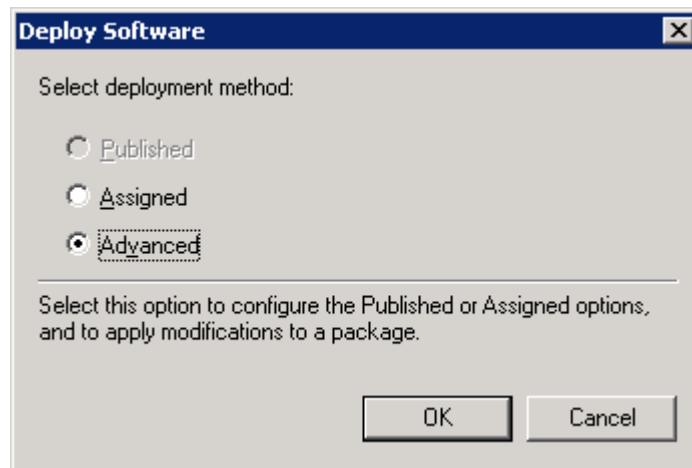 Deploy Software
Select deployment method:
Published
Assigned
Advanced
Select this option to configure the Published or Assigned options,
and to apply modifications to a package.
OK Cancel